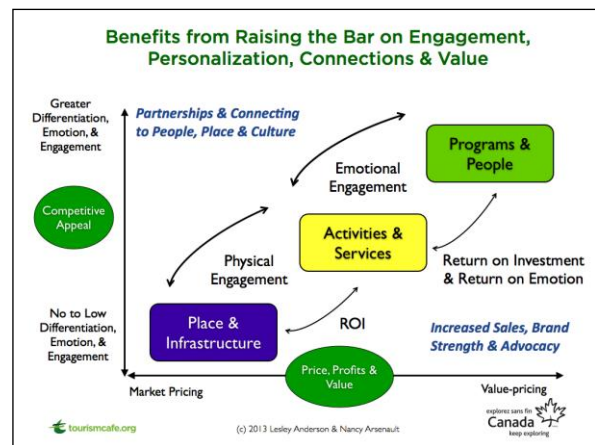 Benefits from Raising the Bar on Engagement,
Personalization, Connections & Value
Greater
Differentiation,
Emotion, &
Engagement
Partnerships & Connecting
to People, Place & Culture
Programs &
People
Emotional
Engagement
Competitive
Appeal
Activities &
Services
Physical
Engagement
Return on Investment
& Return on Emotion
No to Low
Differentiation,
Emotion, &
Engagement
Place &
Infrastructure
ROI
Increased Sales, Brand
Strength & Advocacy
Market Pricing
Price, Profits &
Value
Value-pricing
tourismcafe.org
(c) 2013 Lesley Anderson & Nancy Arsenault
explorez sans fin
Canada
keep exploring